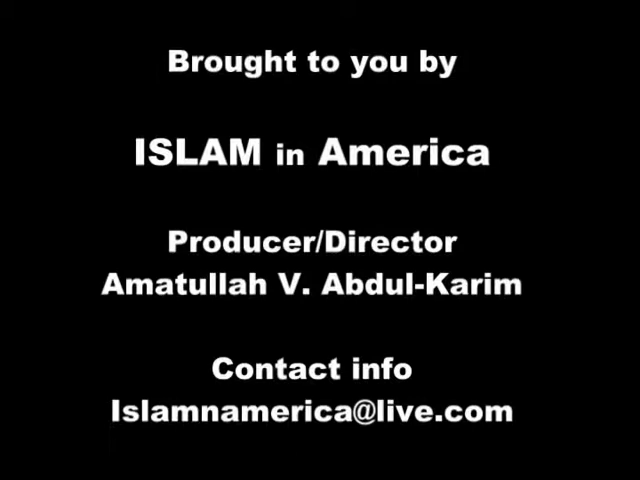 Brought to you by
ISLAM in America
Producer/Director
Amatullah V. Abdul-Karim
Contact info
Islamnamerica@live.com